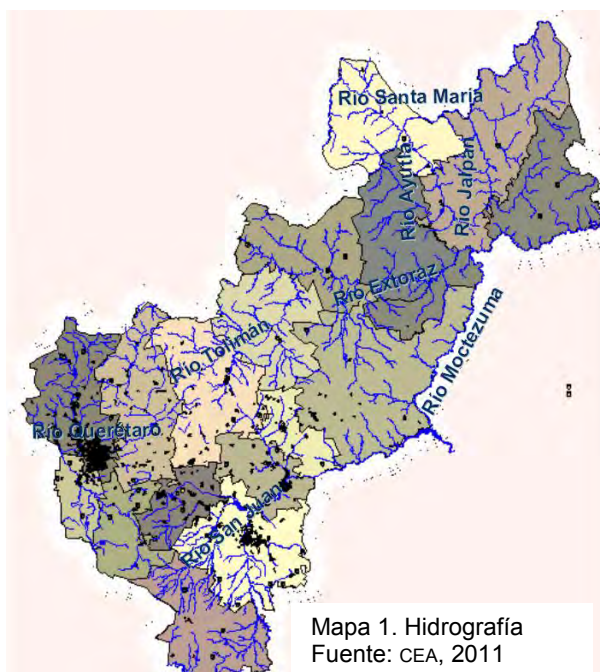 Río Santa María
Río Ayutla
Río Jalpan
Río Extoraz
Río Moctezuma
Río Tolimán
Río Querétaro
Río San Juan
Mapa 1. Hidrografía
Fuente: CEA, 2011